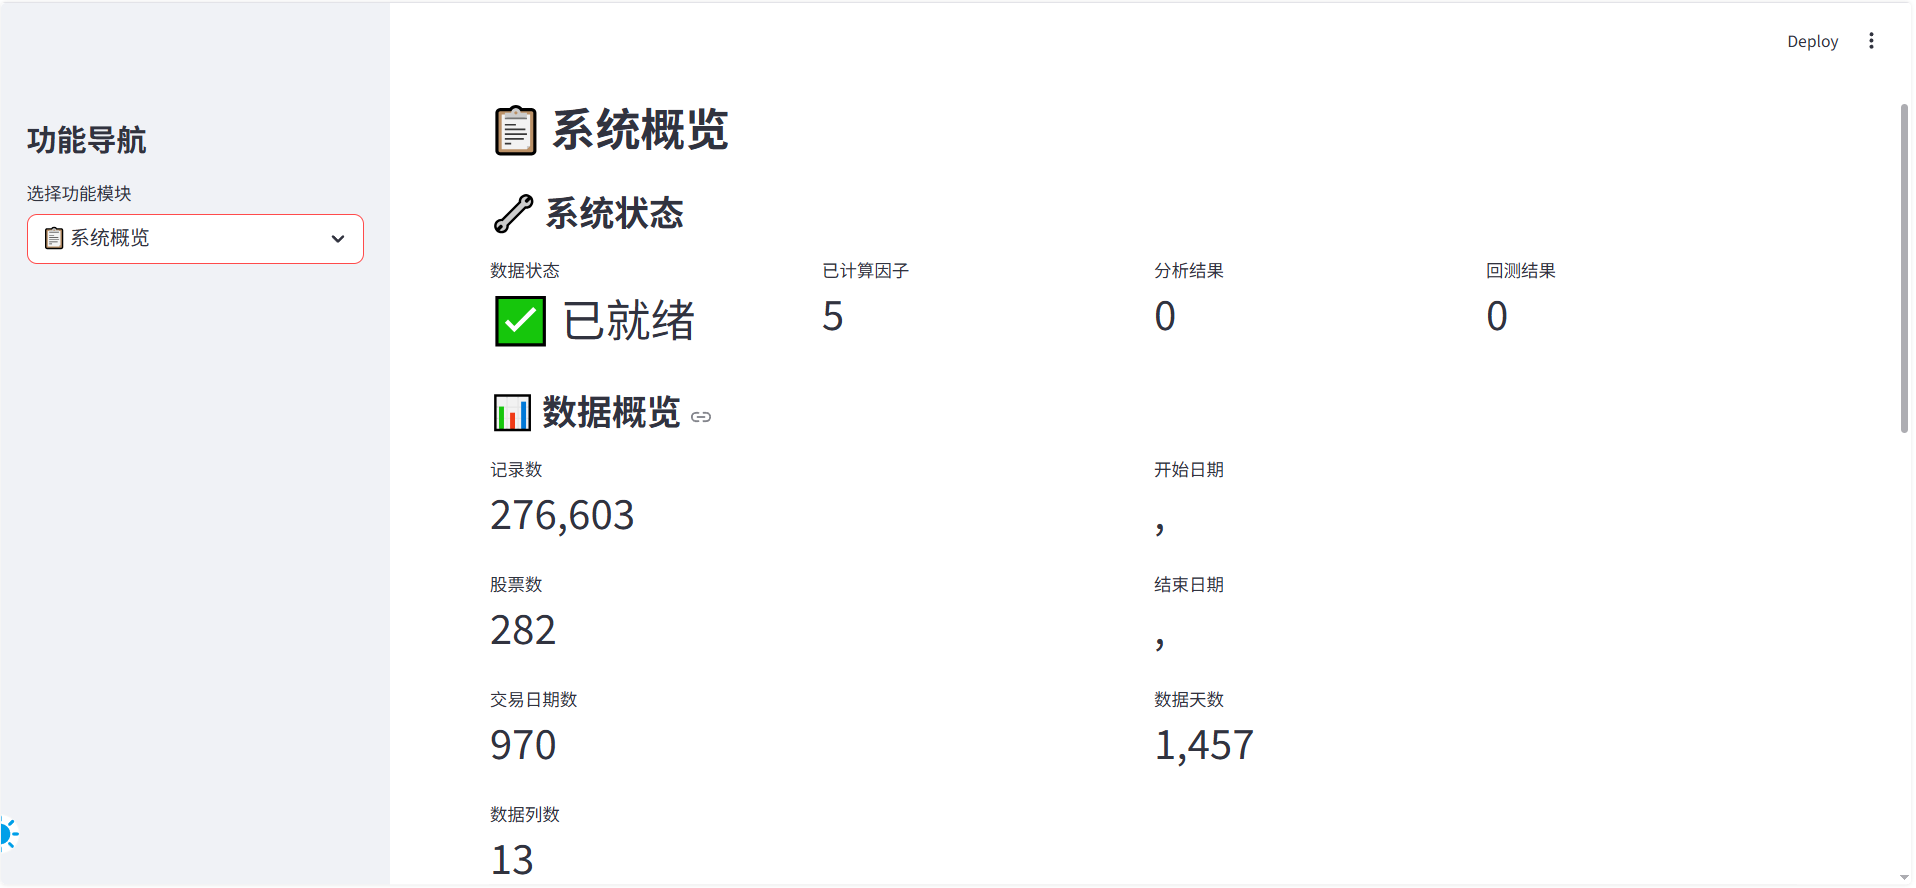 Deploy
功能导航
选择功能模块
系统概览
系统概览
系统状态
数据状态
已就绪
已计算因子
5
分析结果
0
回测结果
0
数据概览
记录数
276,603
开始日期
,
股票数
282
结束日期
,
交易日期数
970
数据天数
1,457
数据列数
13